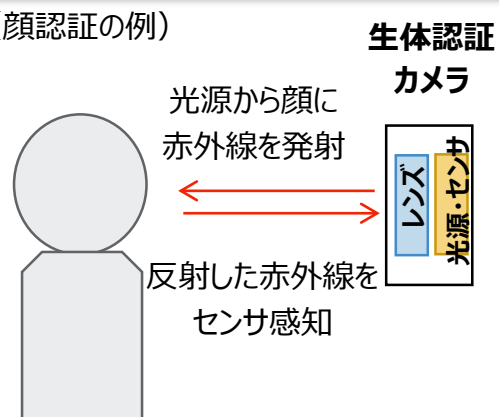 （顔認証の例）
生体認証
カメラ
光源から顔に
赤外線を発射
レンズ
光源・センサ
反射した赤外線を
センサ感知